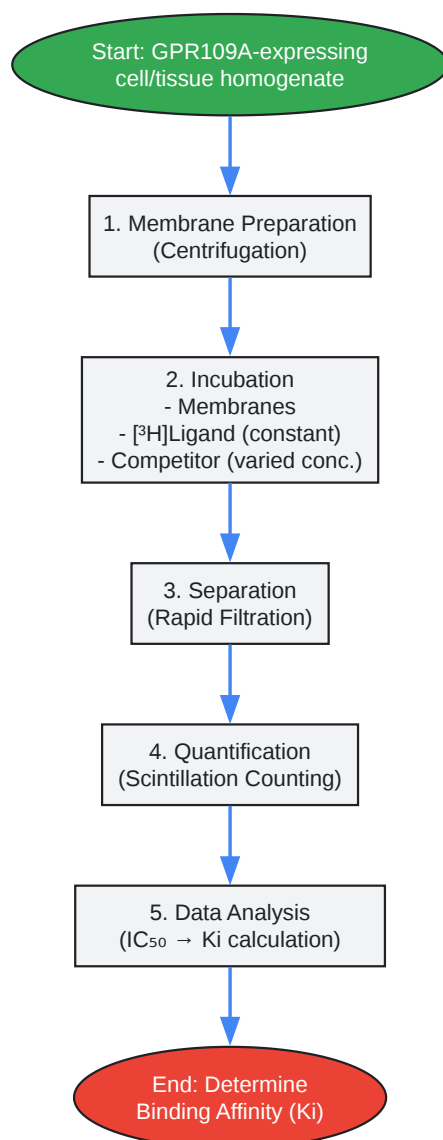 Start: GPR109A-expressing
cell/tissue homogenate
1. Membrane Preparation
(Centrifugation)
2. Incubation
- Membranes
- [³H]Ligand (constant)
- Competitor (varied conc.)
3. Separation
(Rapid Filtration)
4. Quantification
(Scintillation Counting)
5. Data Analysis
(IC₅₀ → Ki calculation)
End: Determine
Binding Affinity (Ki)